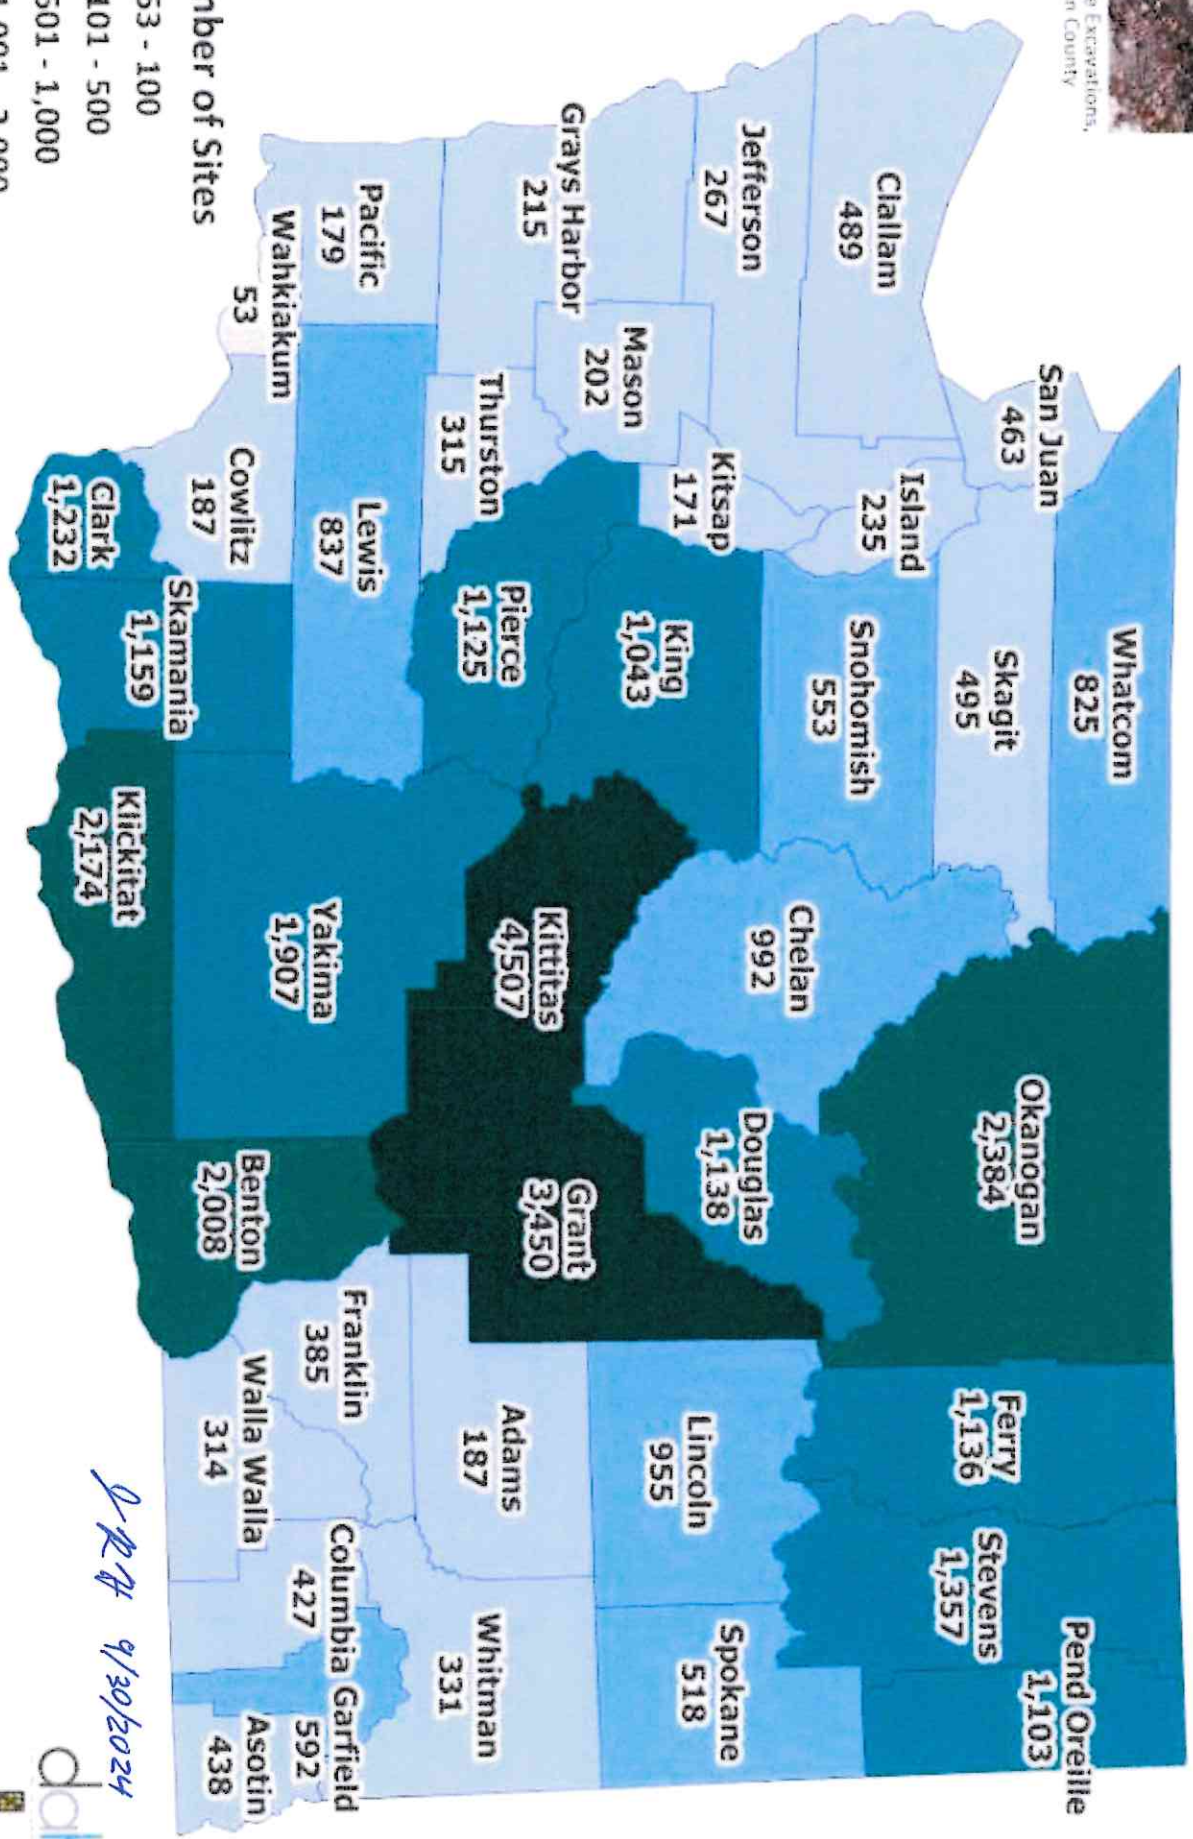 e Excavations,
n County
Whatcom
825
San Juan
463
Skagit
495
Okanogan
2,384
Ferry
1,136
Stevens
1,357
Pend Oreille
1,103
Clallam
489
Island
235
Snohomish
553
Chelan
992
Jefferson
267
Kitsap
171
Douglas
1,138
Lincoln
955
Spokane
518
Grays Harbor
215
Mason
202
King
1,043
Kittitas
4,507
Grant
3,450
Adams
187
Whitman
331
Thurston
315
Pierce
1,125
Pacific
179
Lewis
837
Yakima
1,907
Franklin
385
Columbia
427
Garfield
592
Wahkiakum
53
Cowlitz
187
Benton
2,008
Walla Walla
314
Asotin
438
Skamania
1,159
Clark
1,232
Klickitat
2,174
mber of Sites
53 - 100
101 - 500
501 - 1,000
1,001 - 2,000
9/30/2024